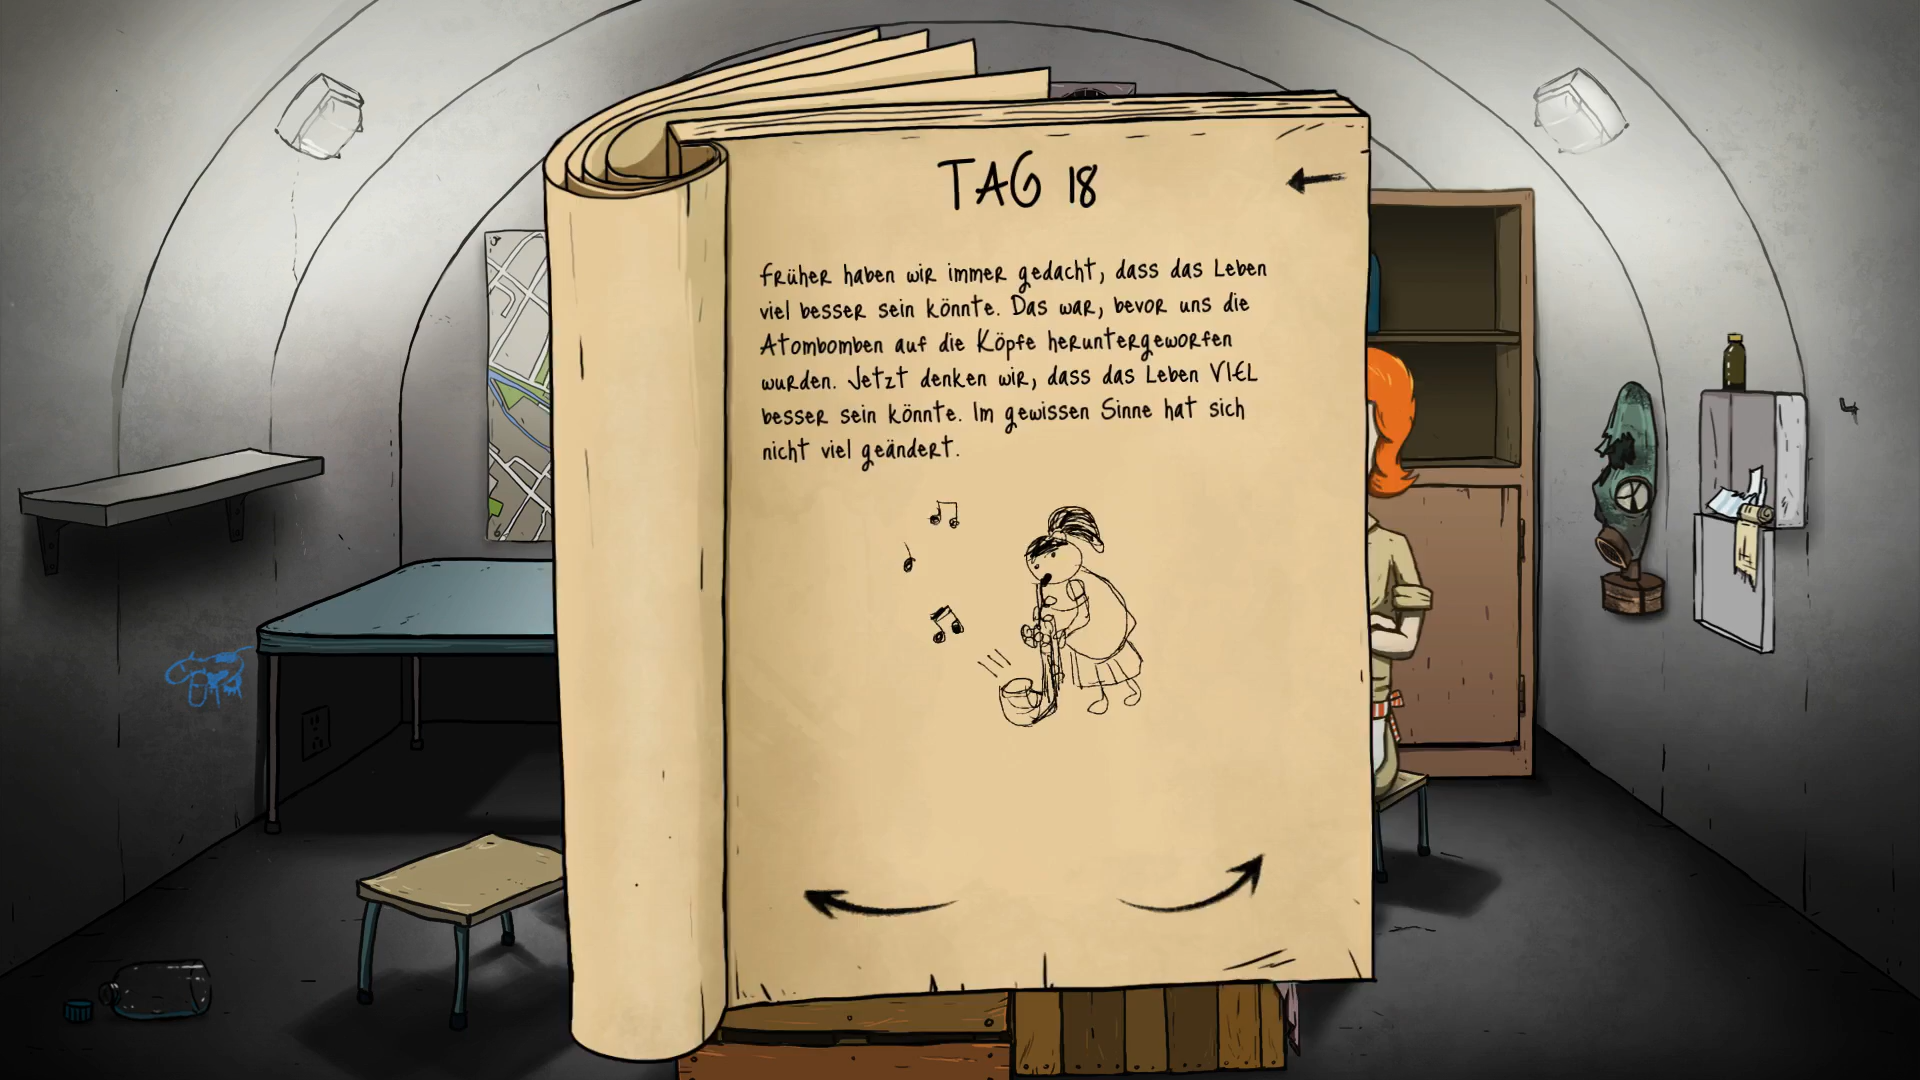 TAG 18
Früher haben wir immer gedacht, dass das Leben
viel besser sein könnte. Das war, bevor uns die
Atombomben auf die Köpfe heruntergeworfen
wurden. Jetzt denken wir, dass das Leben VIEL
besser sein könnte. Im gewissen Sinne hat sich
nicht viel geändert.